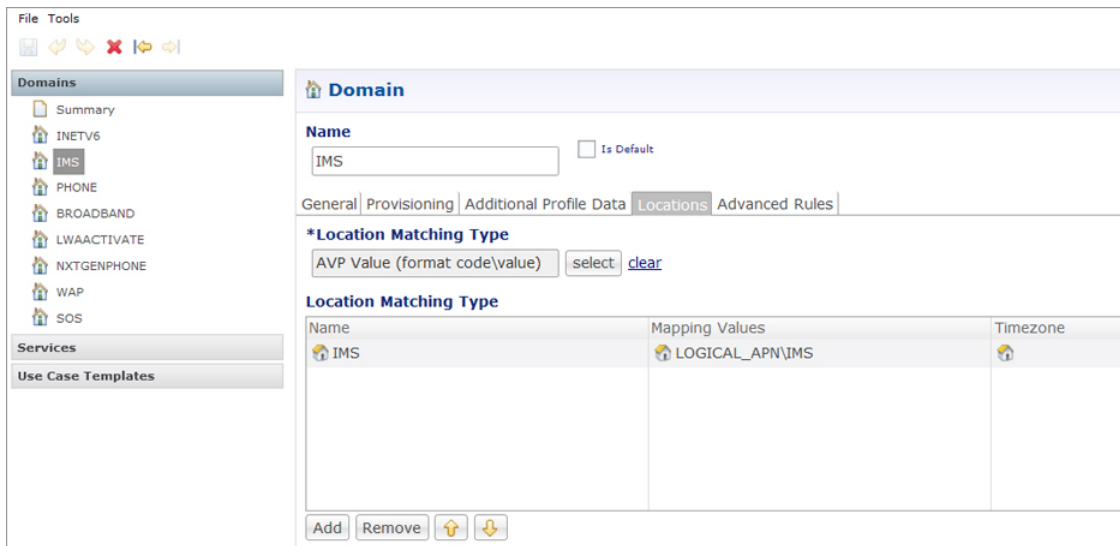 File Tools
Domains
Summary
INETV6
IMS
PHONE
BROADBAND
LWAACTIVATE
NXTGENPHONE
WAP
SOS
Services
Use Case Templates
Domain
Name
IMS
Is Default
General Provisioning Additional Profile Data Locations Advanced Rules
*Location Matching Type
AVP Value (format code\value) select clear
Location Matching Type
Name Mapping Values Timezone
IMS LOGICAL_APN\IMS
Add Remove